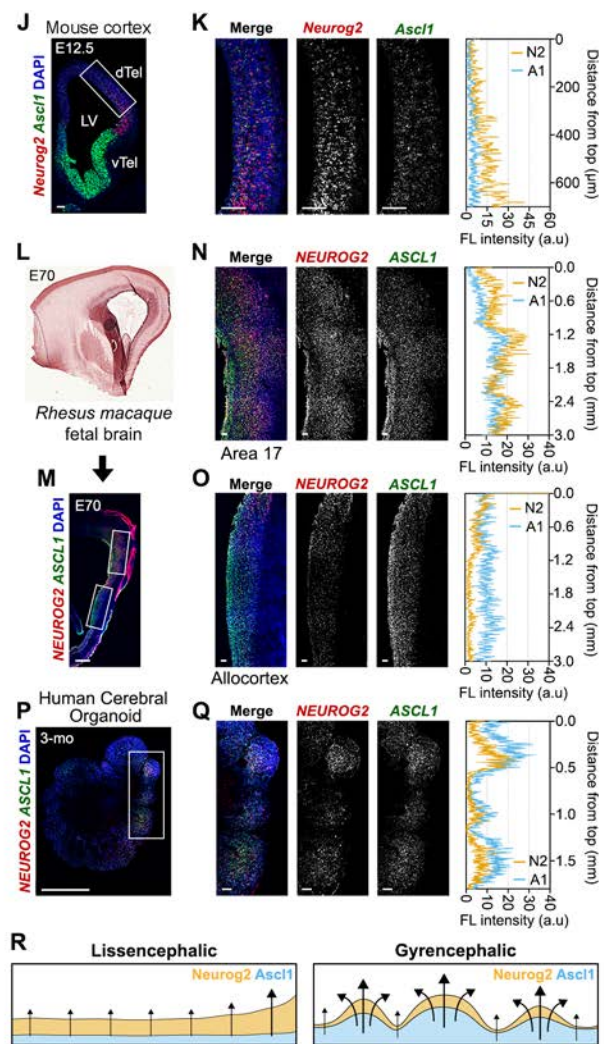 J Mouse cortex
E12.5
Neurog2 Ascl1 DAPI
dTel
LV
vTel
K Merge Neurog2 Ascl1
N2
A1
0
200
400
600
Distance from top (μm)
0 15 30 45 60
FL intensity (a.u)
L
E70
Rhesus macaque
fetal brain
M
E70
NEUROG2 ASCL1 DAPI
N Merge NEUROG2 ASCL1
Area 17
N2
A1
0.0
0.6
1.2
1.8
2.4
3.0
Distance from top (mm)
0 10 20 30 40
FL intensity (a.u)
O Merge NEUROG2 ASCL1
Allocortex
N2
A1
0.0
0.6
1.2
1.8
2.4
3.0
Distance from top (mm)
0 10 20 30 40
FL intensity (a.u)
P Human Cerebral
Organoid
3-mo
NEUROG2 ASCL1 DAPI
Q Merge NEUROG2 ASCL1
N2
A1
0.0
0.5
1.0
1.5
Distance from top (mm)
0 10 20 30 40
FL intensity (a.u)
R
Lissencephalic
Neurog2 Ascl1
Gyrencephalic
Neurog2 Ascl1